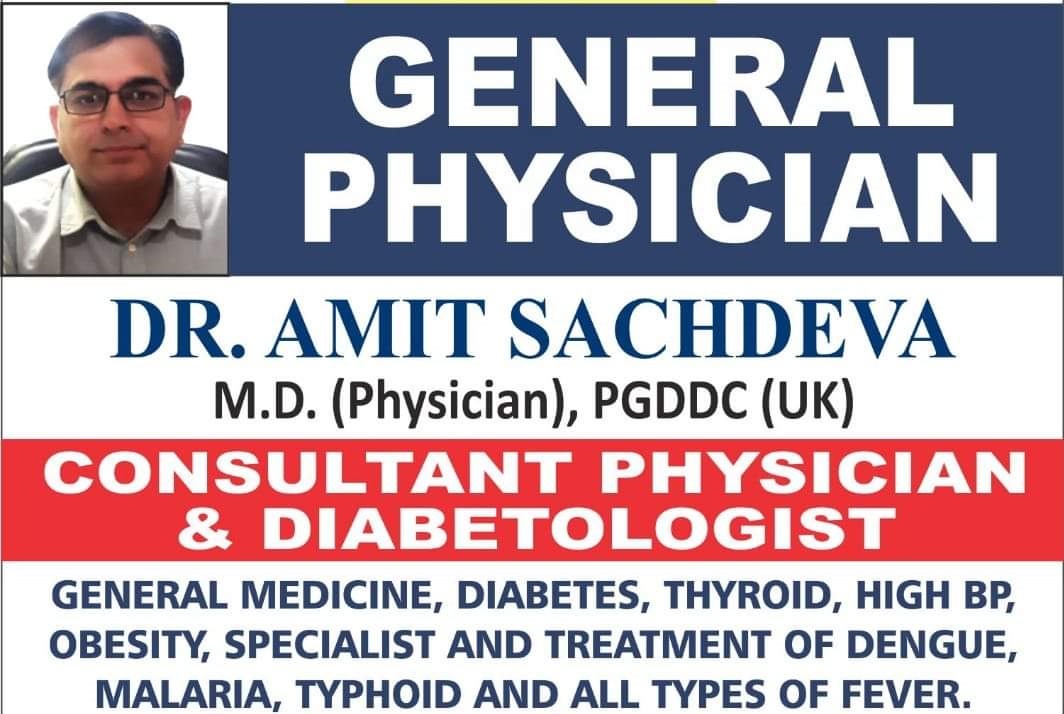 GENERAL
PHYSICIAN
DR. AMIT SACHDEVA
M.D. (Physician), PGDDC (UK)
CONSULTANT PHYSICIAN
& DIABETOLOGIST
GENERAL MEDICINE, DIABETES, THYROID, HIGH BP,
OBESITY, SPECIALIST AND TREATMENT OF DENGUE,
MALARIA, TYPHOID AND ALL TYPES OF FEVER.